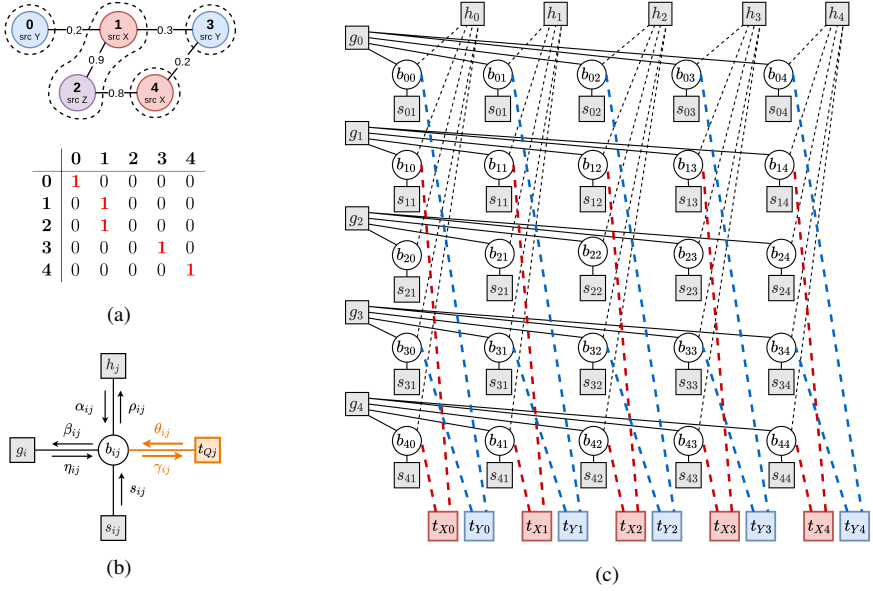 0 src Y 0.2 1 src X 0.3 3 src Y
0.9 0.2
2 src Z 0.8 4 src X
0 1 2 3 4
0 1 0 0 0 0
1 0 1 0 0 0
2 0 1 0 0 0
3 0 0 0 1 0
4 0 0 0 0 1
(a)
h_j
α_ij ρ_ij
β_ij θ_ij
g_i b_ij t_Qj
η_ij γ_ij
s_ij
s_ij
(b)
h_0 h_1 h_2 h_3 h_4
g_0
b_00 b_01 b_02 b_03 b_04
s_01 s_01 s_02 s_03 s_04
g_1
b_10 b_11 b_12 b_13 b_14
s_11 s_11 s_12 s_13 s_14
g_2
b_20 b_21 b_22 b_23 b_24
s_21 s_21 s_22 s_23 s_24
g_3
b_30 b_31 b_32 b_33 b_34
s_31 s_31 s_32 s_33 s_34
g_4
b_40 b_41 b_42 b_43 b_44
s_41 s_41 s_42 s_43 s_44
t_X0 t_Y0 t_X1 t_Y1 t_X2 t_Y2 t_X3 t_Y3 t_X4 t_Y4
(c)